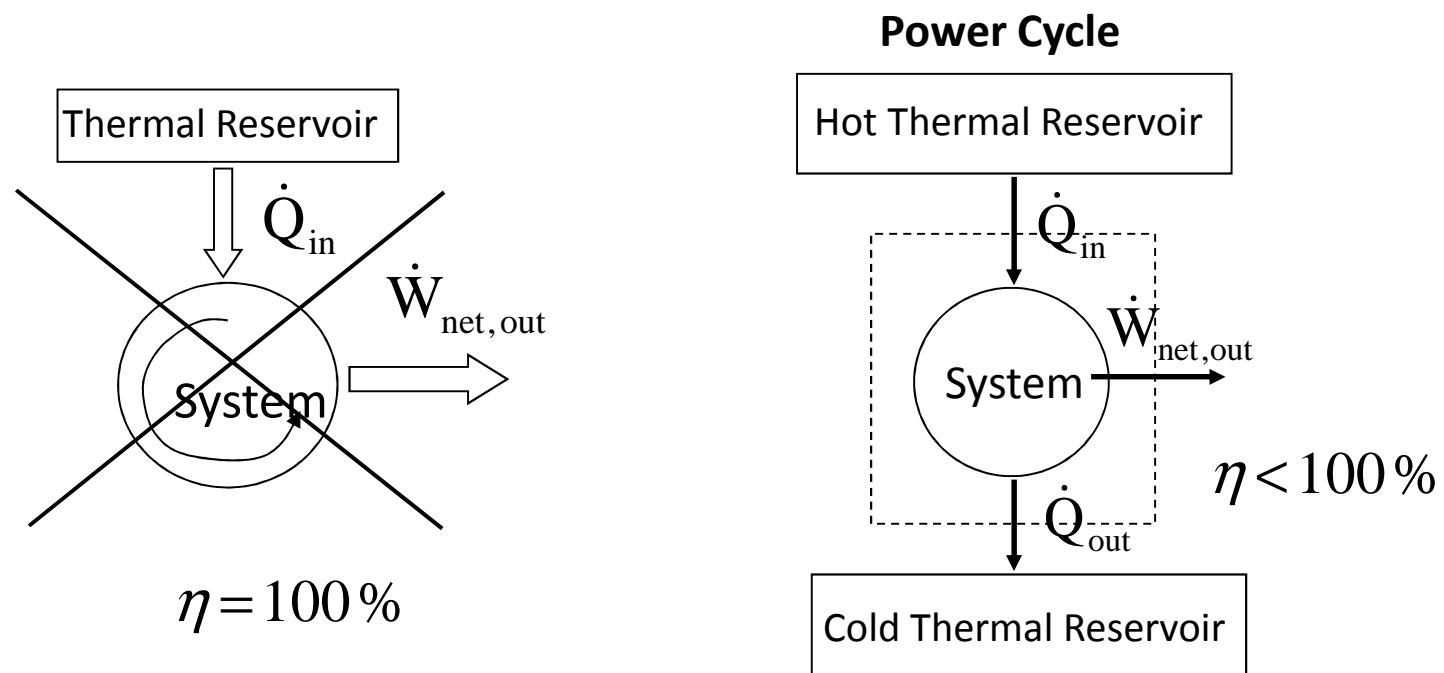 Power Cycle
Thermal Reservoir
Q̇in
Ẇnet,out
System
η=100%
Hot Thermal Reservoir
Q̇in
Ẇnet,out
System
η<100%
Q̇out
Cold Thermal Reservoir